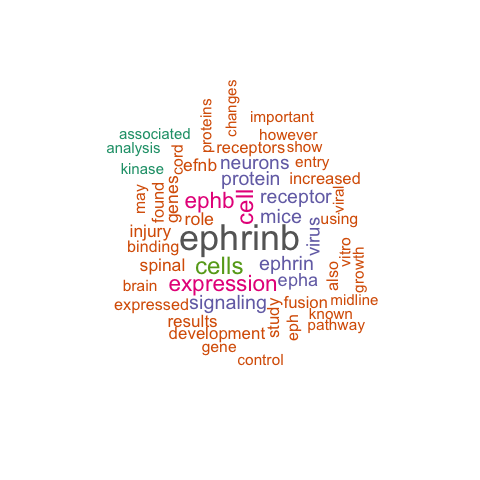 changes
proteins
important
associated
however
analysis
cord
receptors
show
efnb
neurons
entry
kinase
protein
increased
genes
found
may
ephb
cell
receptor
viral
role
mice
using
injury
ephrinb
virus
binding
vitro
spinal
cells
ephrin
also
growth
brain
expression
epha
expressed
signaling
study
fusion
midline
results
eph
known
development
pathway
gene
control